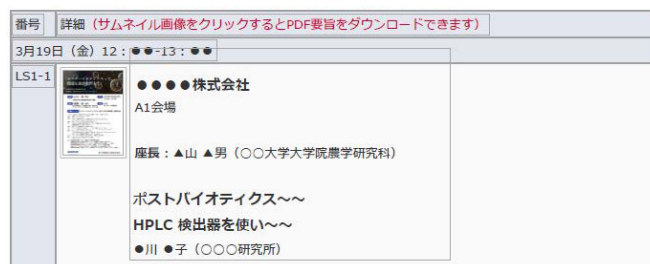 番号 詳細（サムネイル画像をクリックするとPDF要旨をダウンロードできます）
3月19日（金）12：●●-13：●●
LS1-1
●●●●株式会社
A1会場
座長：▲山 ▲男（○○大学大学院農学研究科）
ポストバイオティクス～～
HPLC 検出器を使い～～
●川 ●子（○○○研究所）